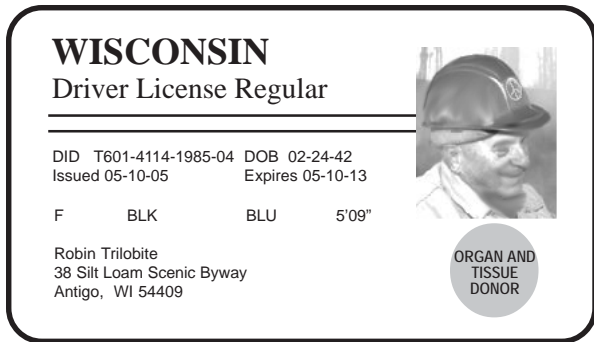 WISCONSIN
Driver License Regular
DID T601-4114-1985-04 DOB 02-24-42
Issued 05-10-05 Expires 05-10-13
F BLK BLU 5’09”
Robin Trilobite
38 Silt Loam Scenic Byway
Antigo, WI 54409
ORGAN AND
TISSUE
DONOR